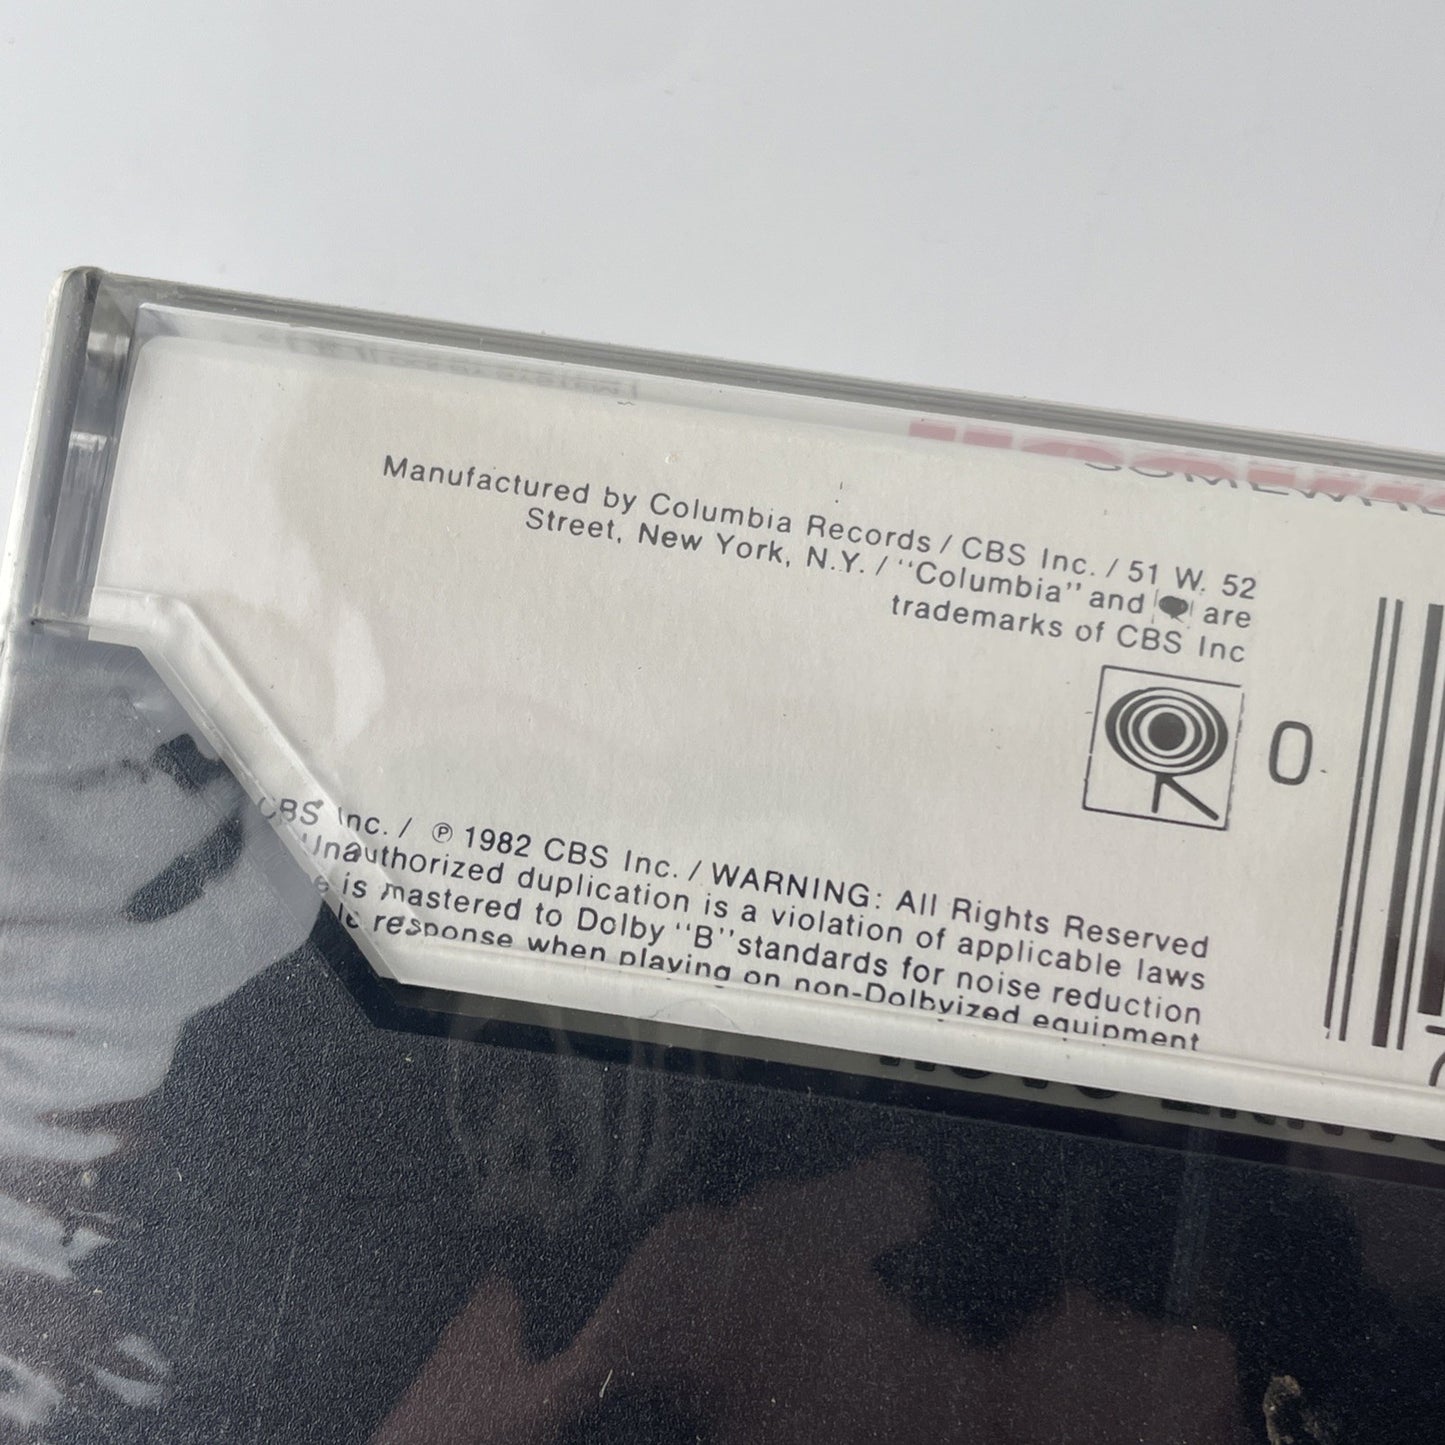 Manufactured by Columbia Records / CBS Inc. / 51 W. 52
Street, New York, N.Y. / "Columbia" and are
trademarks of CBS Inc
0
CBS Inc. / ℗ 1982 CBS Inc. / WARNING: All Rights Reserved
Unauthorized duplication is a violation of applicable laws
is mastered to Dolby "B" standards for noise reduction
response when playing on non-Dolbyized equipment